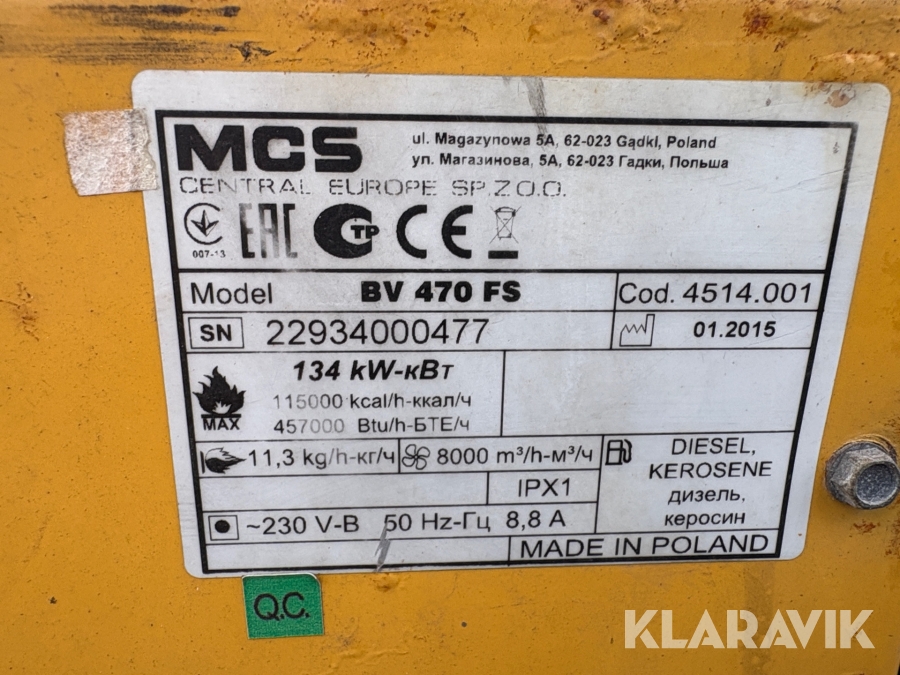 MCS
ul. Magazynowa 5A, 62-023 Gądki, Poland
ул. Магазинова, 5A, 62-023 Гадки, Польша
CENTRAL EUROPE SP.Z O.O.
007-13
EAC
TP
CE
Model BV 470 FS Cod. 4514.001
SN 22934000477 01.2015
MAX
134 kW-кВт
115000 kcal/h-ккал/ч
457000 Btu/h-БТЕ/ч
11,3 kg/h-кг/ч 8000 m³/h-м³/ч
DIESEL,
KEROSENE
дизель,
керосин
IPX1
~230 V-В 50 Hz-Гц 8,8 A
MADE IN POLAND
Q.C.
KLARAVIK